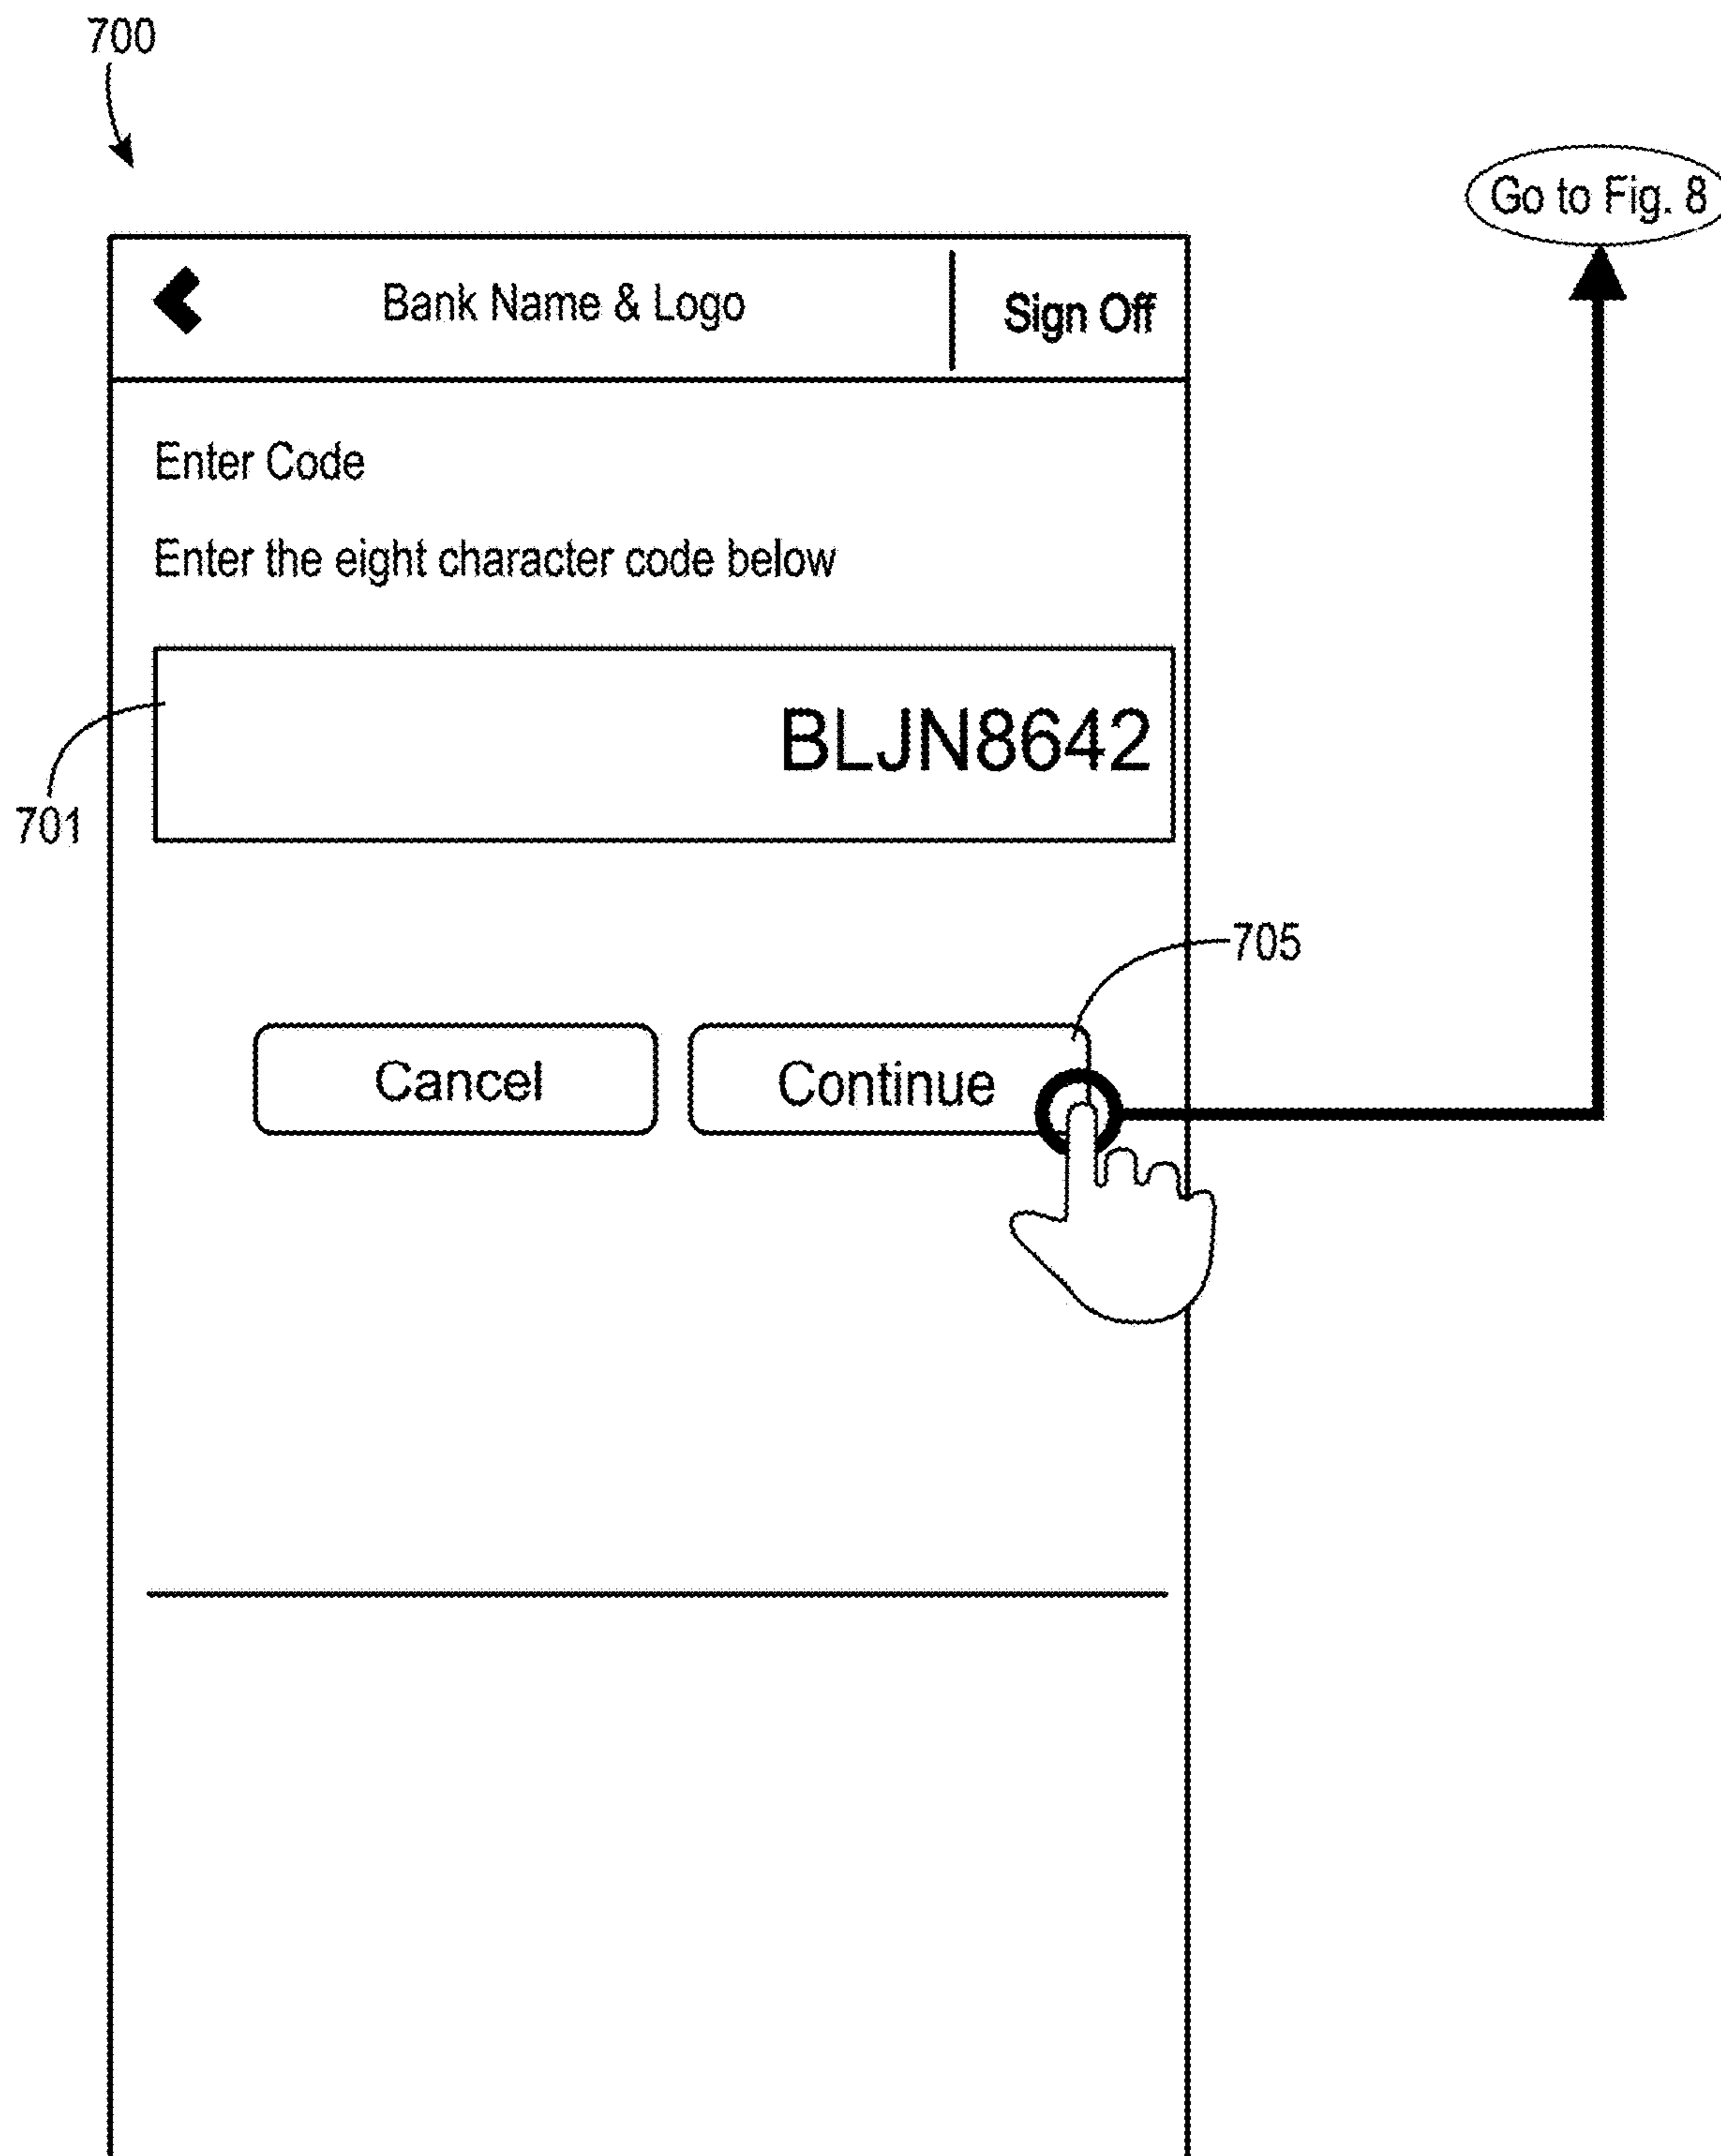 700
Go to Fig. 8
Bank Name & Logo
Sign Off
Enter Code
Enter the eight character code below
BLJN8642
701
705
Cancel
Continue